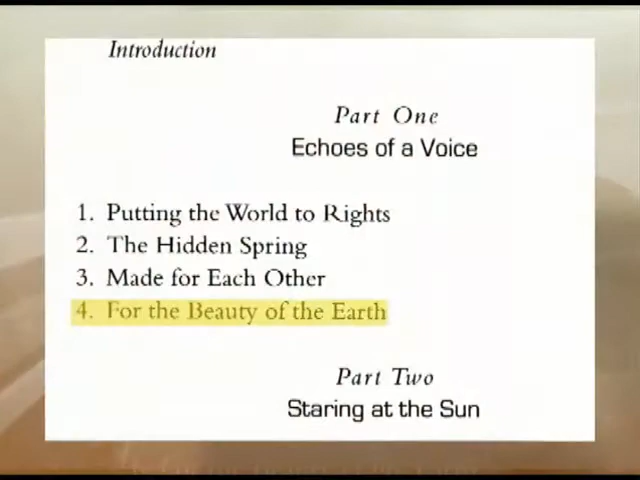 Introduction
Part One
Echoes of a Voice
1. Putting the World to Rights
2. The Hidden Spring
3. Made for Each Other
4. For the Beauty of the Earth
Part Two
Staring at the Sun